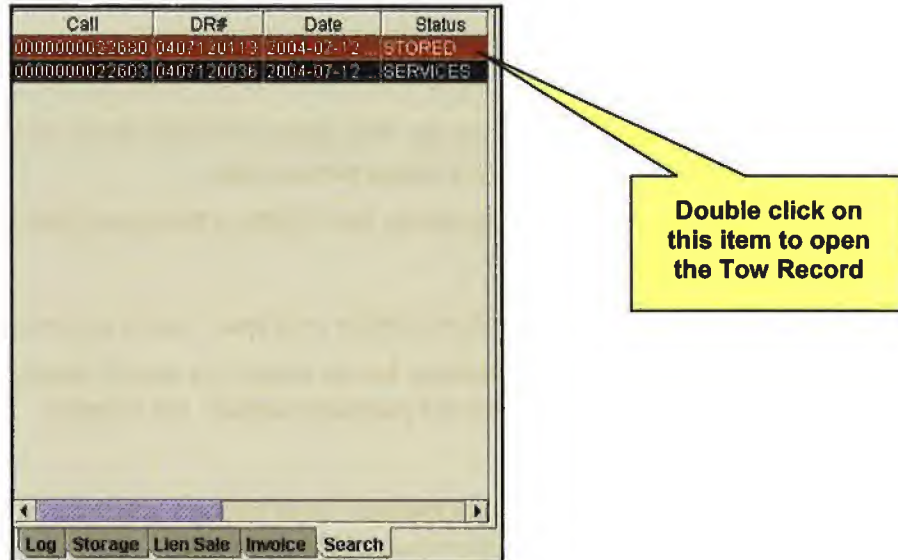 Call DR# Date Status
0000000022680 0407120113 2004-07-12 ... STORED
0000000022603 0407120036 2004-07-12 ... SERVICES
Double click on
this item to open
the Tow Record
Log Storage Lien Sale Invoice Search